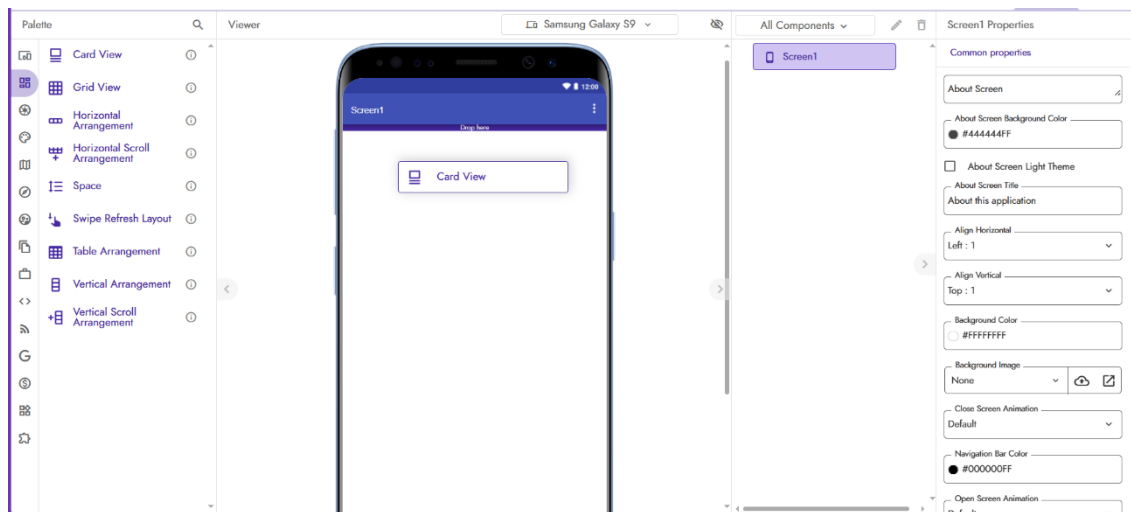 Palette
Card View
Grid View
Horizontal
Arrangement
Horizontal Scroll
Arrangement
Space
Swipe Refresh Layout
Table Arrangement
Vertical Arrangement
Vertical Scroll
Arrangement
Viewer
Samsung Galaxy S9
12:00
Screen1
Drop here
Card View
All Components
Screen1
Screen1 Properties
Common properties
About Screen
About Screen Background Color
#444444FF
About Screen Light Theme
About Screen Title
About this application
Align Horizontal
Left : 1
Align Vertical
Top : 1
Background Color
#FFFFFFFF
Background Image
None
Close Screen Animation
Default
Navigation Bar Color
#000000FF
Open Screen Animation